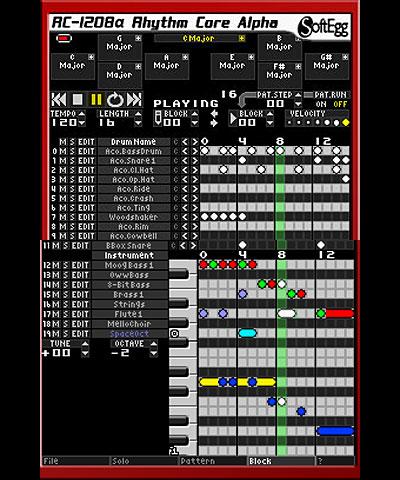 RC-1208α Rhythm Core Alpha
SoftEgg
G Major
C Major
B Major
C Major
D Major
A Major
E Major
F# Major
G# Major
16
PAT.STEP 00
PAT.RUN ON OFF
PLAYING
TEMPO 120
LENGTH 16
BLOCK 00
BLOCK 00
VELOCITY
M S EDIT Drum Name C 0 4 8 12
0 M S EDIT Aco.BassDrum C
1 M S EDIT Aco.Snare1 C
2 M S EDIT Aco.Cl.Hat C
3 M S EDIT Aco.Op.Hat C
4 M S EDIT Aco.Ride C
5 M S EDIT Aco.Crash C
6 M S EDIT Aco.Ting C
7 M S EDIT Woodshaker C
8 M S EDIT Rim C
9 M S EDIT Aco.Cowbell C
11 M S EDIT BBox Snare C
Instrument 0 4 8 12
12 M S EDIT MoogBass1
13 M S EDIT OwwBass
14 M S EDIT 8-BitBass
15 M S EDIT Brass1
16 M S EDIT Strings
17 M S EDIT Flute1
18 M S EDIT MelloChoir
19 M S EDIT SpaceOct
TUNE +00
OCTAVE -2
File Solo Pattern Block ?